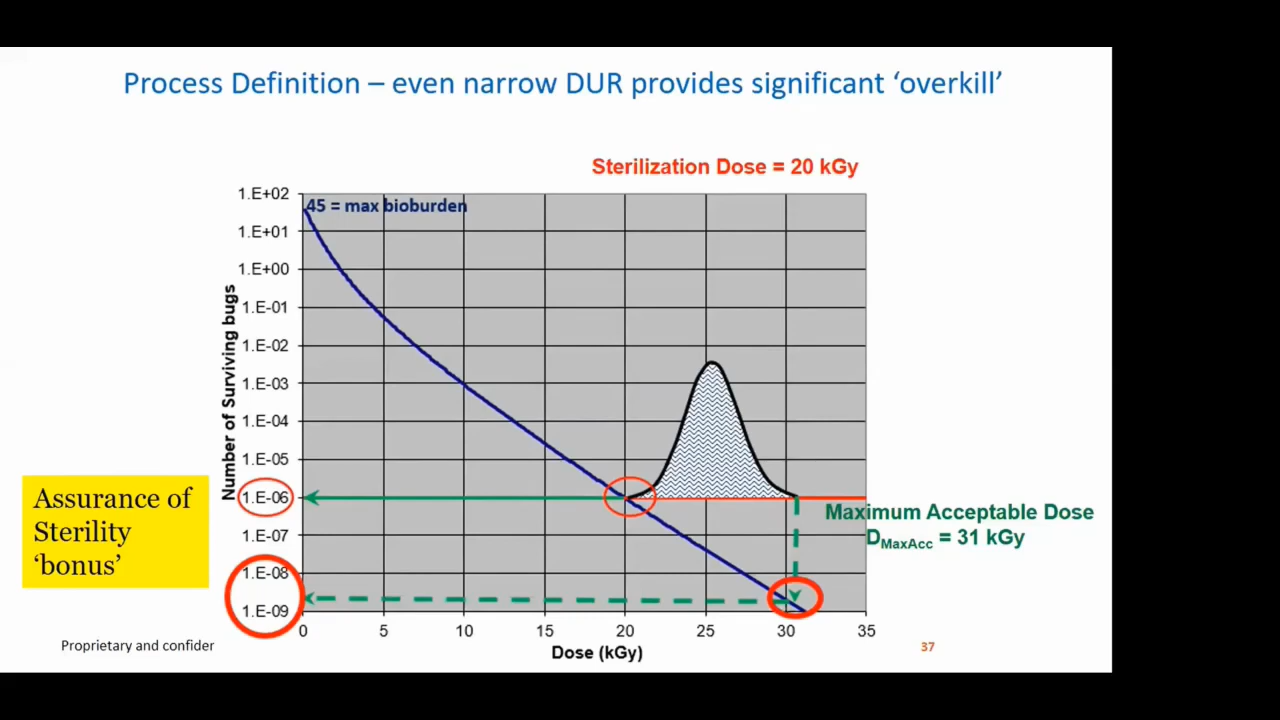 Process Definition – even narrow DUR provides significant ‘overkill’
Sterilization Dose = 20 kGy
45 = max bioburden
Number of Surviving bugs
1.E+02
1.E+01
1.E+00
1.E-01
1.E-02
1.E-03
1.E-04
1.E-05
1.E-06
1.E-07
1.E-08
1.E-09
Assurance of
Sterility
‘bonus’
Maximum Acceptable Dose
DMaxAcc = 31 kGy
0 5 10 15 20 25 30 35
Dose (kGy)
Proprietary and confider
37